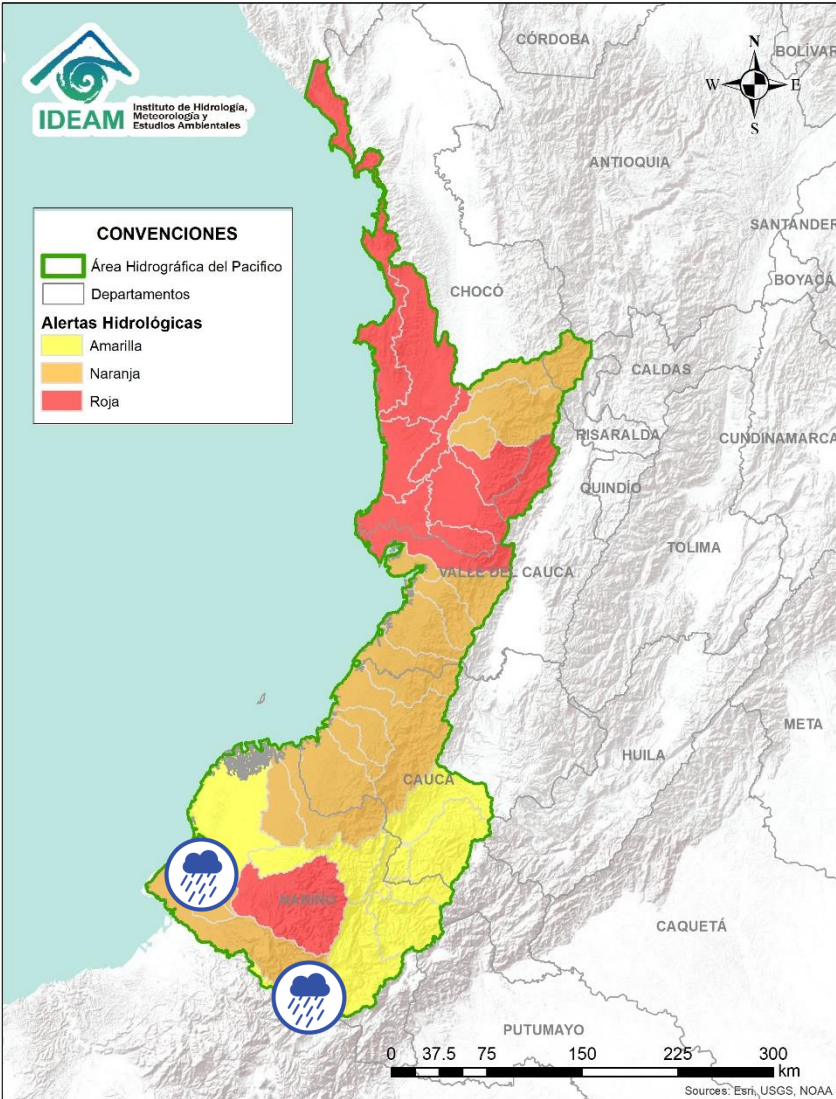 IDEAM
Instituto de Hidrología,
Meteorología y
Estudios Ambientales
CONVENCIONES
Área Hidrográfica del Pacifico
Departamentos
Alertas Hidrológicas
Amarilla
Naranja
Roja
N
W
E
S
CÓRDOBA
BOLÍVAR
ANTIOQUIA
SANTANDER
BOYACÁ
CHOCÓ
CALDAS
RISARALDA
CUNDINAMARCA
QUINDÍO
TOLIMA
VALLE DEL CAUCA
META
HUILA
CAUCA
NARIÑO
CAQUETÁ
PUTUMAYO
0 37.5 75 150 225 300
km
Sources: Esri, USGS, NOAA